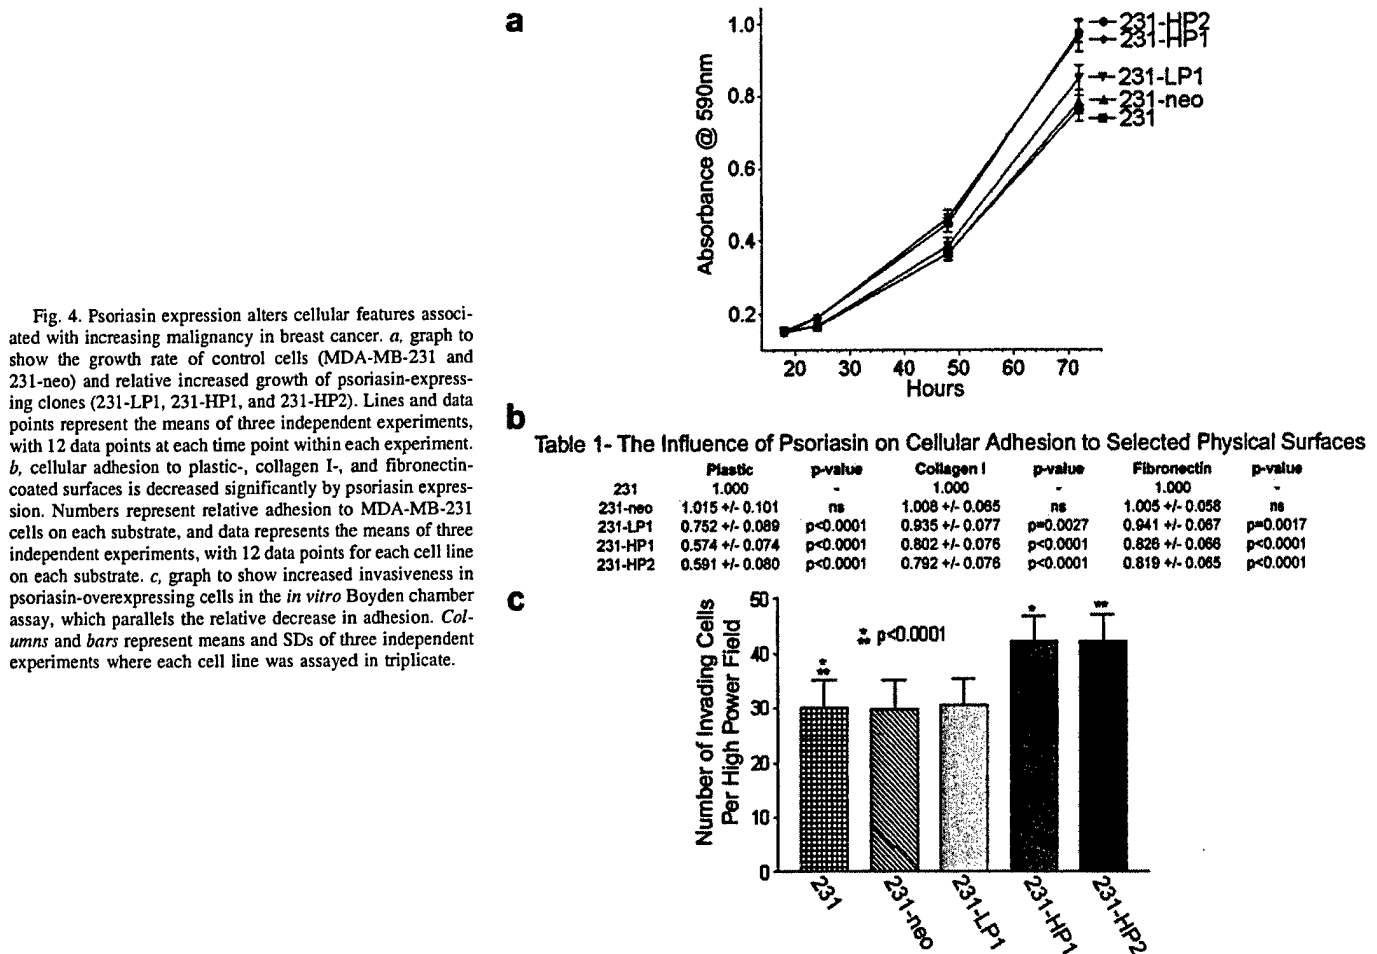 a
1.0
0.8
0.6
0.4
0.2
Absorbance @ 590nm
231-HP2
231-HP1
231-LP1
231-neo
231
20 30 40 50 60 70
Hours
Fig. 4. Psoriasin expression alters cellular features associ-
ated with increasing malignancy in breast cancer. a, graph to
show the growth rate of control cells (MDA-MB-231 and
231-neo) and relative increased growth of psoriasin-express-
ing clones (231-LP1, 231-HP1, and 231-HP2). Lines and data
points represent the means of three independent experiments,
with 12 data points at each time point within each experiment.
b, cellular adhesion to plastic-, collagen I-, and fibronectin-
coated surfaces is decreased significantly by psoriasin expres-
sion. Numbers represent relative adhesion to MDA-MB-231
cells on each substrate, and data represents the means of three
independent experiments, with 12 data points for each cell line
on each substrate. c, graph to show increased invasiveness in
psoriasin-overexpressing cells in the in vitro Boyden chamber
assay, which parallels the relative decrease in adhesion. Col-
umns and bars represent means and SDs of three independent
experiments where each cell line was assayed in triplicate.
b
Table 1- The Influence of Psoriasin on Cellular Adhesion to Selected Physical Surfaces
Plastic p-value Collagen I p-value Fibronectin p-value
231 1.000 - 1.000 - 1.000 -
231-neo 1.015 +/- 0.101 ns 1.008 +/- 0.065 ns 1.005 +/- 0.058 ns
231-LP1 0.752 +/- 0.089 p<0.0001 0.935 +/- 0.077 p=0.0027 0.941 +/- 0.067 p=0.0017
231-HP1 0.574 +/- 0.074 p<0.0001 0.802 +/- 0.076 p<0.0001 0.826 +/- 0.066 p<0.0001
231-HP2 0.591 +/- 0.080 p<0.0001 0.792 +/- 0.076 p<0.0001 0.819 +/- 0.065 p<0.0001
c
Number of Invading Cells
Per High Power Field
50
40
30
20
10
0
*
** p<0.0001
*
**
*
**
231
231-neo
231-LP1
231-HP1
231-HP2